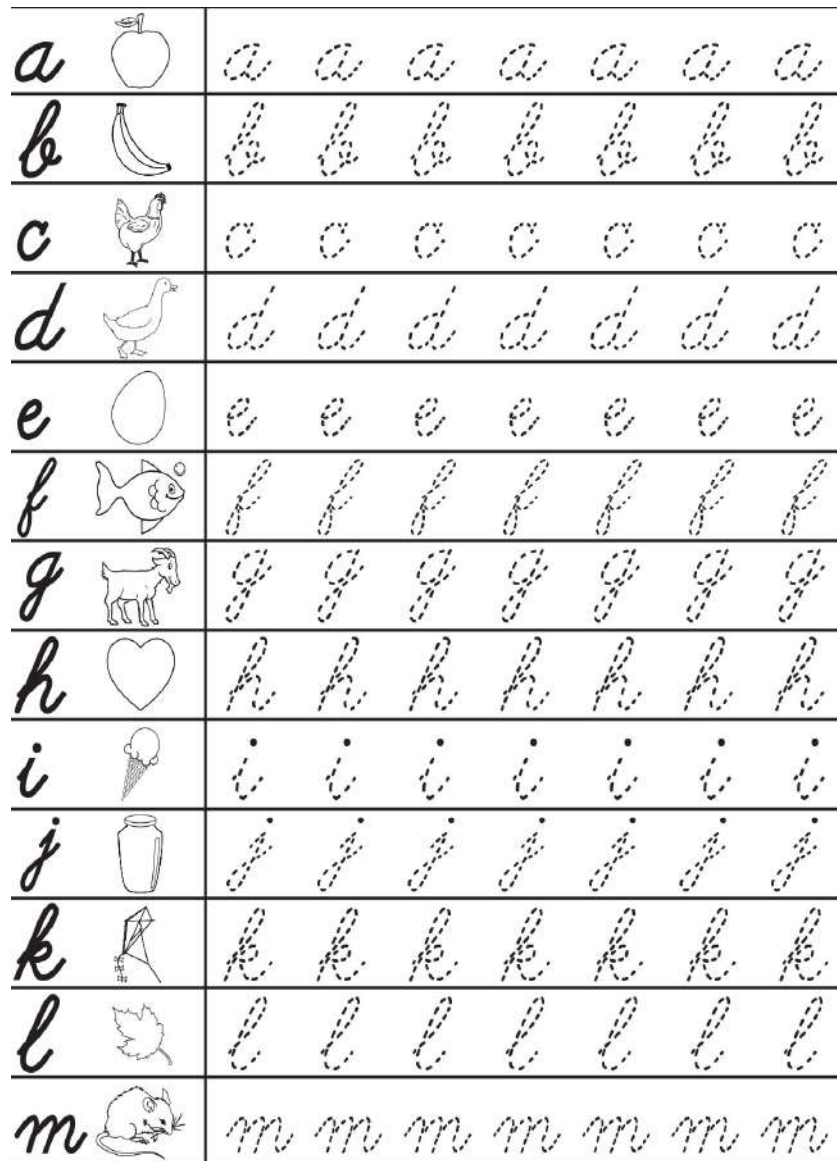 a a a a a a a a
b b b b b b b b
c c c c c c c c
d d d d d d d d
e e e e e e e e
f f f f f f f f
g g g g g g g g
h h h h h h h h
i i i i i i i i
j j j j j j j j
k k k k k k k k
l l l l l l l l
m m m m m m m m